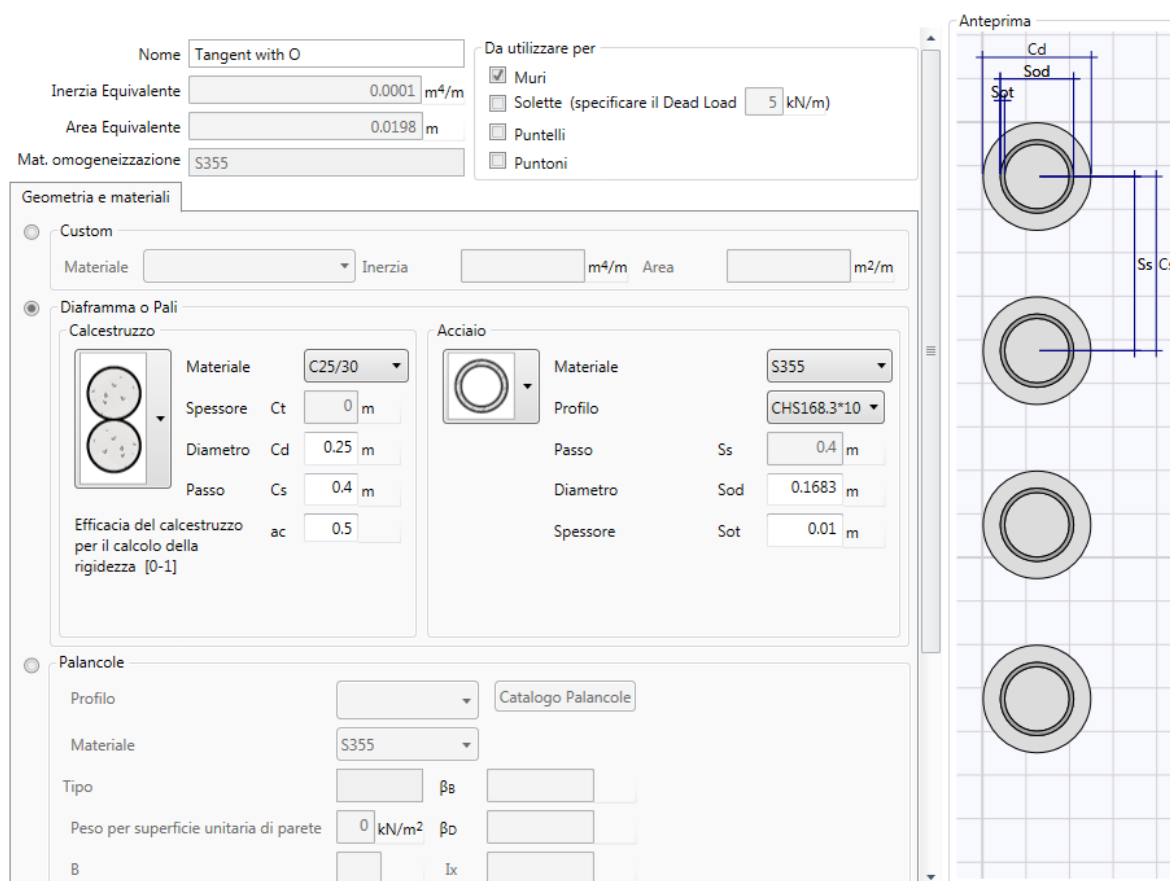 Anteprima
Nome Tangent with O
Inerzia Equivalente 0.0001 m⁴/m
Area Equivalente 0.0198 m
Mat. omogeneizzazione S355
Da utilizzare per
Muri
Solette (specificare il Dead Load 5 kN/m)
Puntelli
Puntoni
Geometria e materiali
Custom
Materiale Inerzia m⁴/m Area m²/m
Diaframma o Pali
Calcestruzzo
Materiale C25/30
Spessore Ct 0 m
Diametro Cd 0.25 m
Passo Cs 0.4 m
Efficacia del calcestruzzo
per il calcolo della
rigidezza [0-1]
ac 0.5
Acciaio
Materiale S355
Profilo CHS168.3*10
Passo Ss 0.4 m
Diametro Sod 0.1683 m
Spessore Sot 0.01 m
Palancole
Profilo Catalogo Palancole
Materiale S355
Tipo βB
Peso per superficie unitaria di parete 0 kN/m² βD
B Ix
Cd
Sod
Sot
Ss